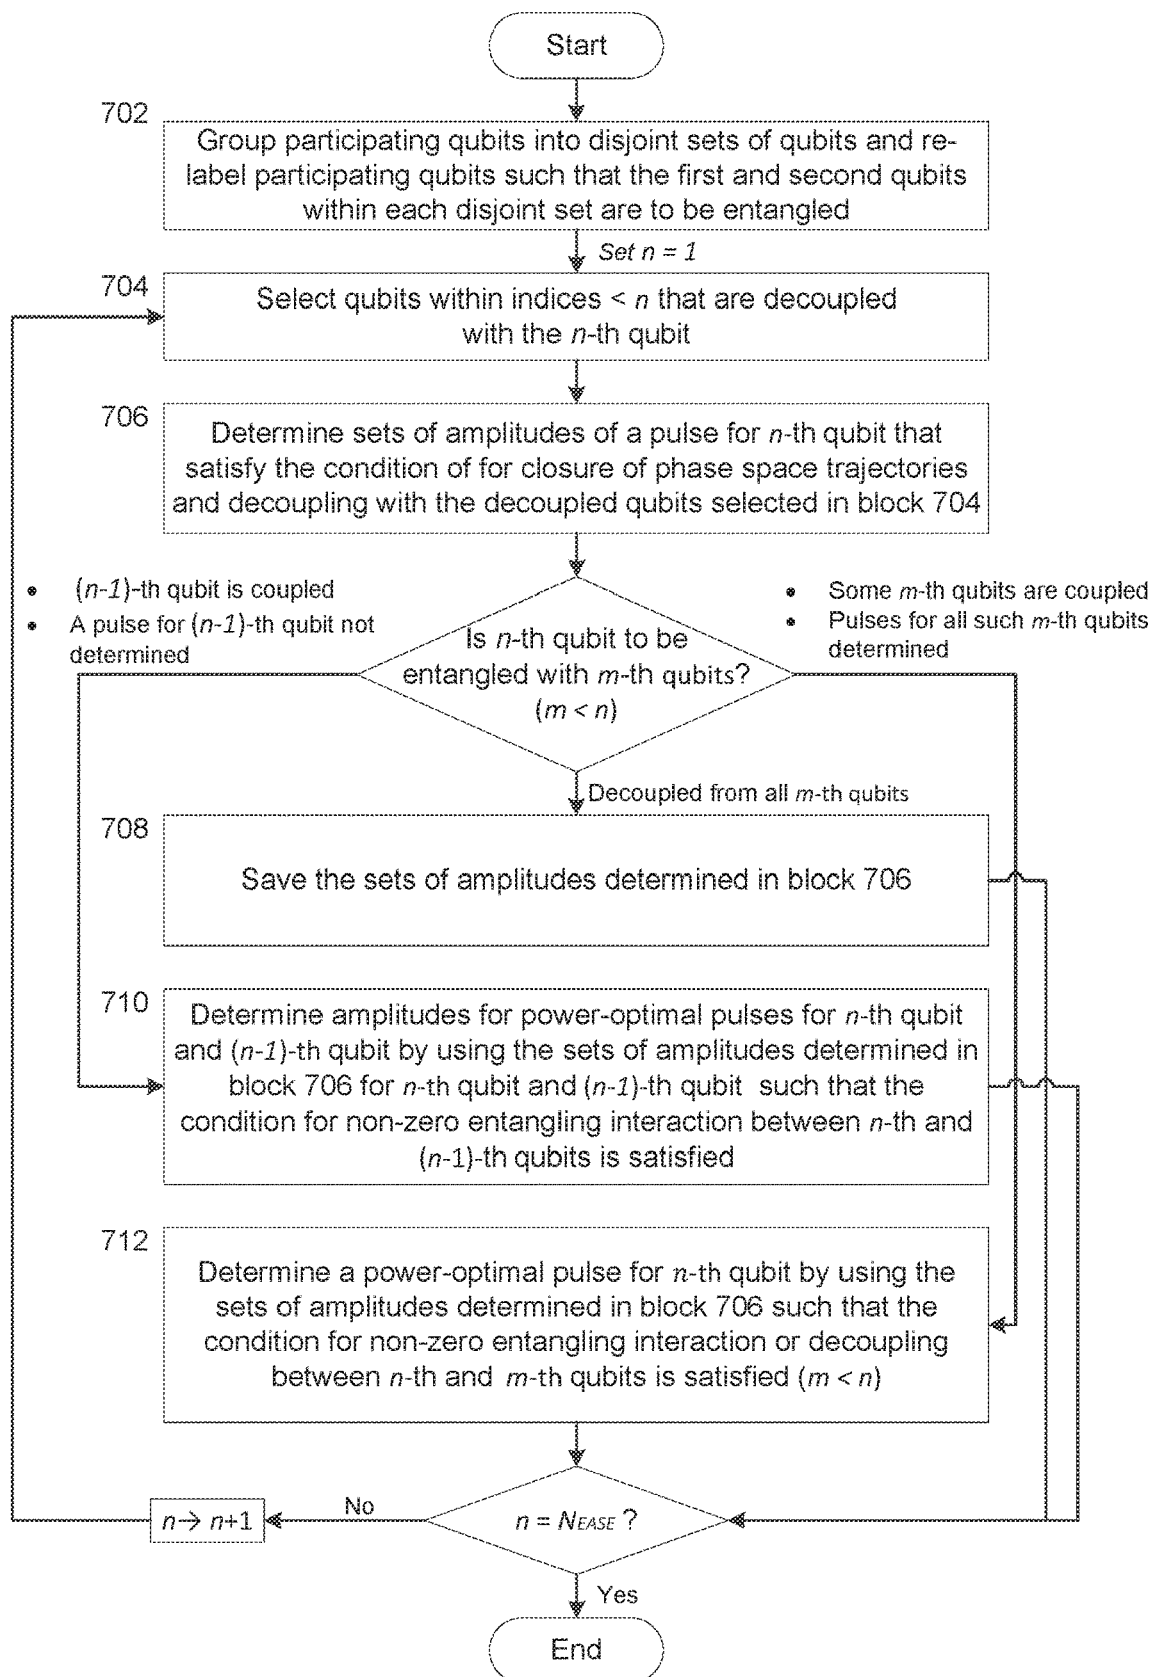 Start
702
Group participating qubits into disjoint sets of qubits and re-
label participating qubits such that the first and second qubits
within each disjoint set are to be entangled
Set n = 1
704
Select qubits within indices < n that are decoupled
with the n-th qubit
706
Determine sets of amplitudes of a pulse for n-th qubit that
satisfy the condition of for closure of phase space trajectories
and decoupling with the decoupled qubits selected in block 704
• (n-1)-th qubit is coupled
• A pulse for (n-1)-th qubit not
determined
Is n-th qubit to be
entangled with m-th qubits?
(m < n)
• Some m-th qubits are coupled
• Pulses for all such m-th qubits
determined
Decoupled from all m-th qubits
708
Save the sets of amplitudes determined in block 706
710
Determine amplitudes for power-optimal pulses for n-th qubit
and (n-1)-th qubit by using the sets of amplitudes determined in
block 706 for n-th qubit and (n-1)-th qubit such that the
condition for non-zero entangling interaction between n-th and
(n-1)-th qubits is satisfied
712
Determine a power-optimal pulse for n-th qubit by using the
sets of amplitudes determined in block 706 such that the
condition for non-zero entangling interaction or decoupling
between n-th and m-th qubits is satisfied (m < n)
n→ n+1
No
n = NEASE ?
Yes
End